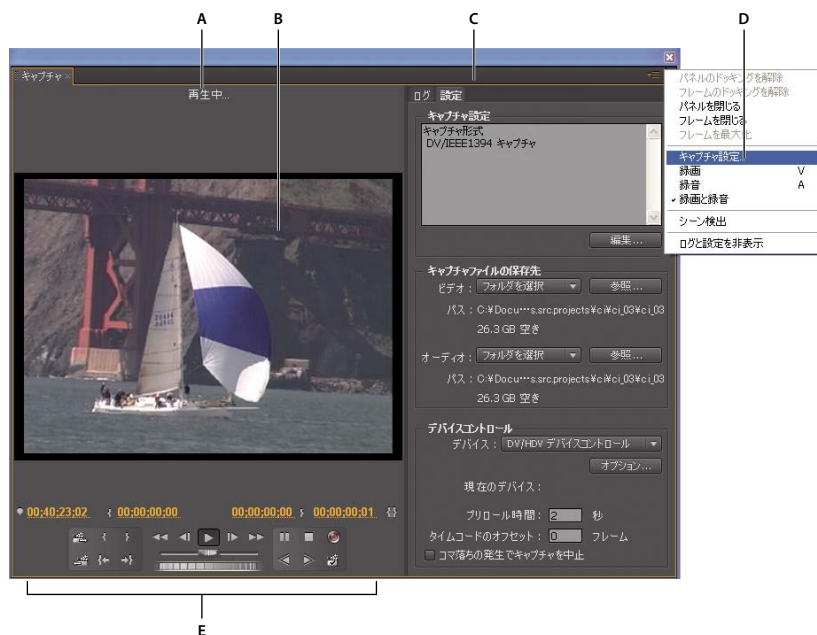 A B C D
キャプチャ ×
再生中...
ログ 設定
キャプチャ設定
キャプチャ形式
DV/IEEE1394 キャプチャ
編集...
キャプチャファイルの保存先
ビデオ : フォルダを選択 参照...
パス : C:¥Docu•••s.src.projects¥ci¥ci_03¥ci_03
26.3 GB 空き
オーディオ : フォルダを選択 参照...
パス : C:¥Docu•••s.src.projects¥ci¥ci_03¥ci_03
26.3 GB 空き
デバイスコントロール
デバイス : DV/HDV デバイスコントロール
オプション...
現在のデバイス :
プリロール時間 : 2 秒
タイムコードのオフセット : 0 フレーム
コマ落ちの発生でキャプチャを中止
パネルのドッキングを解除
フレームのドッキングを解除
パネルを閉じる
フレームを閉じる
フレームを最大化
キャプチャ設定...
録画 V
録音 A
録画と録音
シーン検出
ログと設定を非表示
00;40;23;02 { 00;00;00;00 00;00;00;00 } 00;00;00;01 {}
E